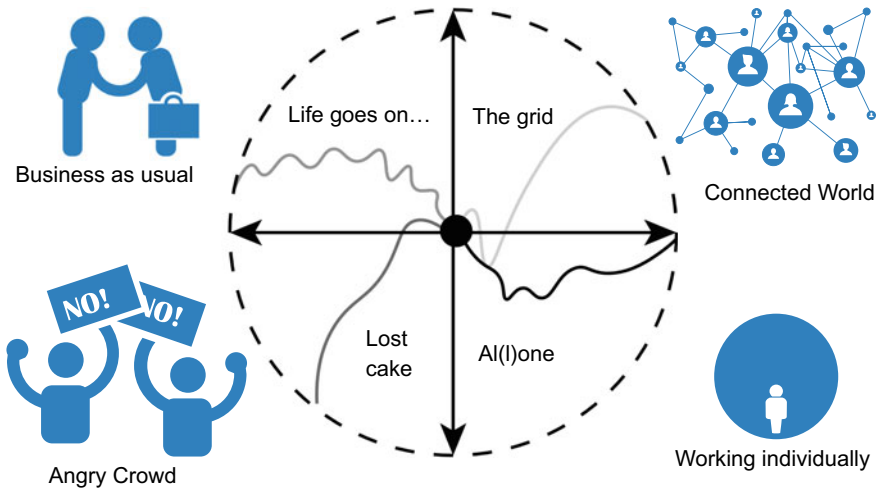 Life goes on…
The grid
Business as usual
Connected World
NO!
NO!
Lost
cake
Al(l)one
Angry Crowd
Working individually